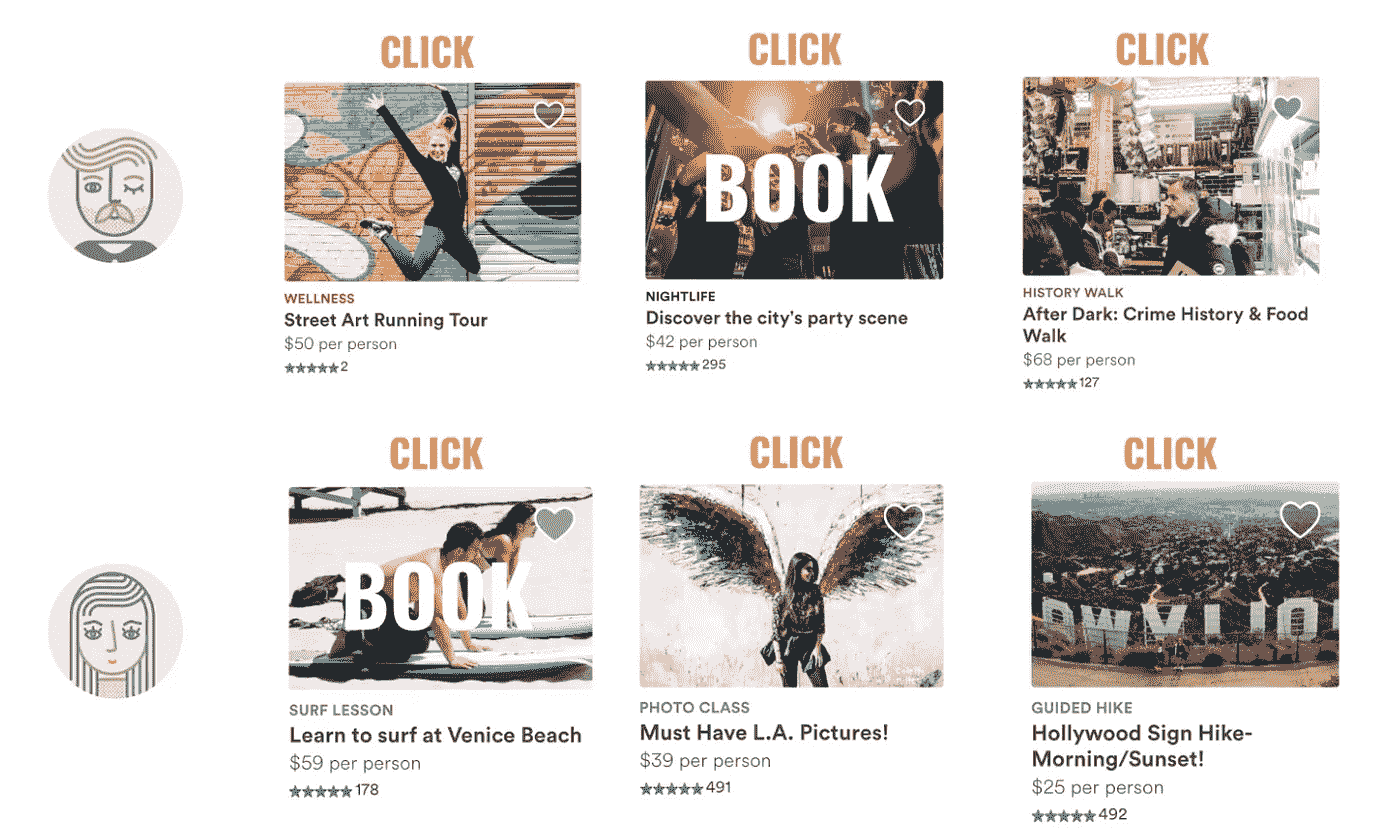 CLICK
CLICK
CLICK
BOOK
WELLNESS
Street Art Running Tour
$50 per person
★★★★★2
NIGHTLIFE
Discover the city's party scene
$42 per person
★★★★★295
HISTORY WALK
After Dark: Crime History & Food
Walk
$68 per person
★★★★★127
CLICK
CLICK
CLICK
BOOK
SURF LESSON
Learn to surf at Venice Beach
$59 per person
★★★★★178
PHOTO CLASS
Must Have L.A. Pictures!
$39 per person
★★★★★491
GUIDED HIKE
Hollywood Sign Hike-
Morning/Sunset!
$25 per person
★★★★★492